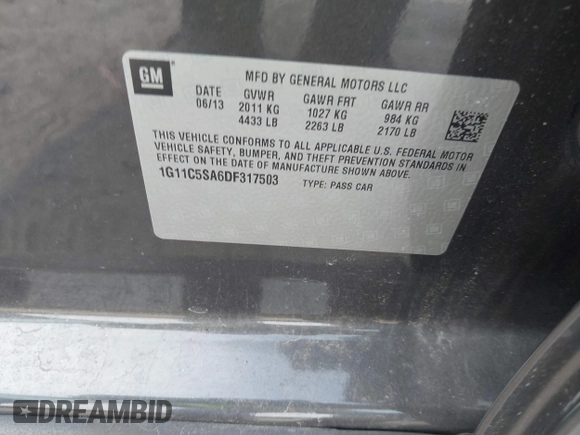 GM
MFD BY GENERAL MOTORS LLC
DATE GVWR GAWR FRT GAWR RR
06/13 2011 KG 1027 KG 984 KG
4433 LB 2263 LB 2170 LB
THIS VEHICLE CONFORMS TO ALL APPLICABLE U.S. FEDERAL MOTOR
VEHICLE SAFETY, BUMPER, AND THEFT PREVENTION STANDARDS IN
EFFECT ON THE DATE OF MANUFACTURE SHOWN ABOVE.
1G11C5SA6DF317503 TYPE: PASS CAR
DREAMBID